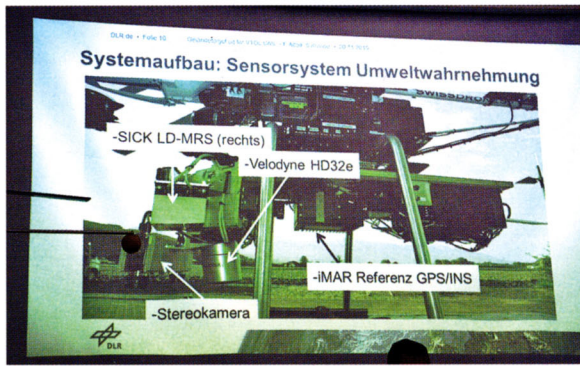 DLR.de • Folie 10
Systemaufbau: Sensorsystem Umweltwahrnehmung
SWISSDRON
-SICK LD-MRS (rechts)
-Velodyne HD32e
-iMAR Referenz GPS/INS
-Stereokamera
DLR